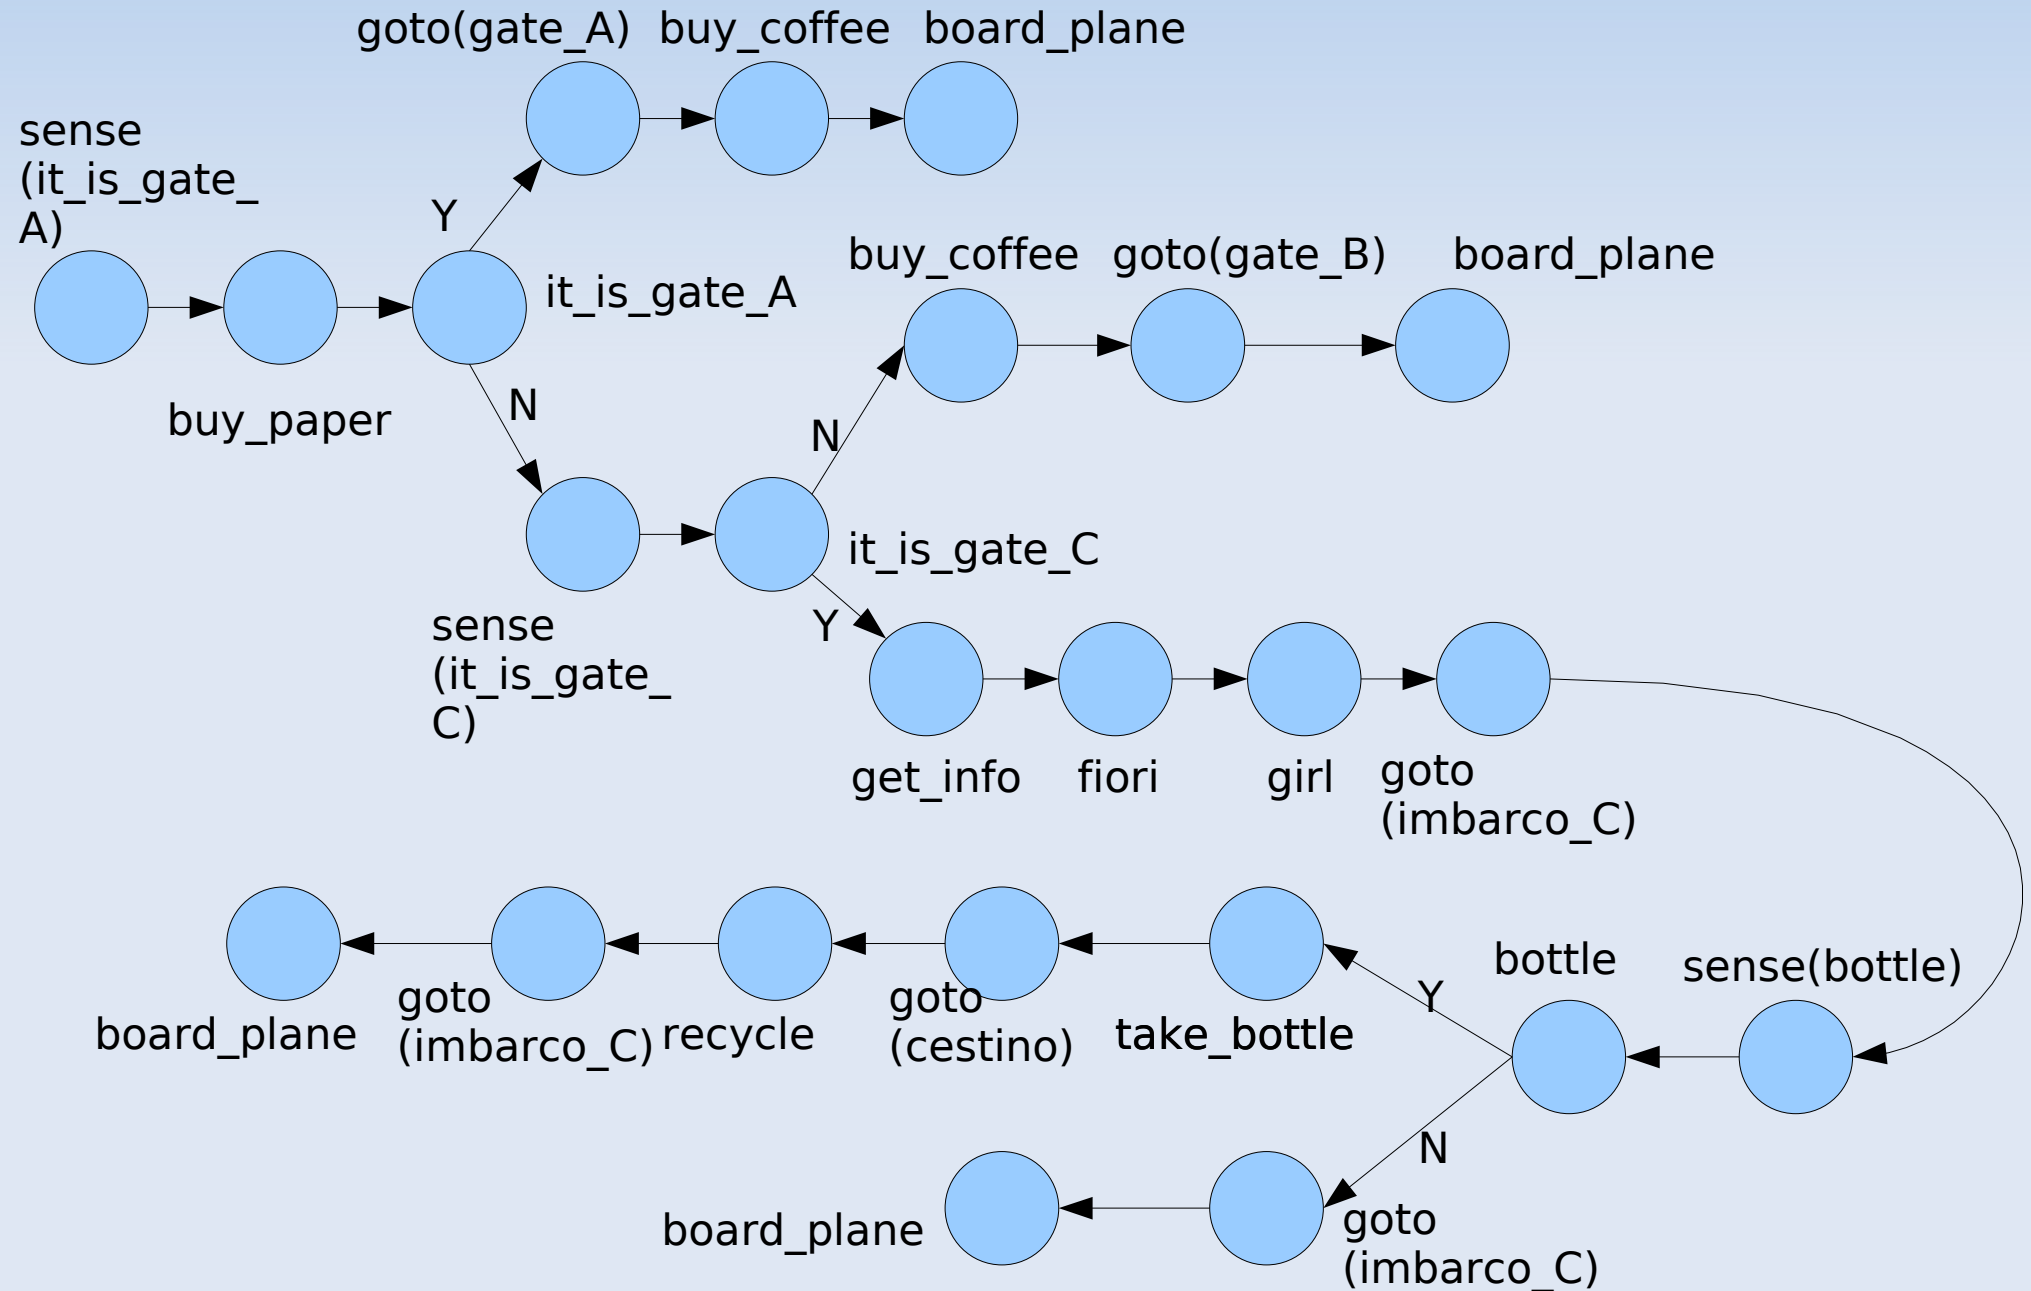 goto(gate_A) buy_coffee board_plane
sense
(it_is_gate_
A)
Y
buy_coffee goto(gate_B) board_plane
it_is_gate_A
N
buy_paper
N
it_is_gate_C
Y
sense
(it_is_gate_
C)
get_info fiori girl
goto
(imbarco_C)
bottle sense(bottle)
Y
board_plane
goto
(imbarco_C)
recycle
goto
(cestino)
take_bottle
N
board_plane
goto
(imbarco_C)